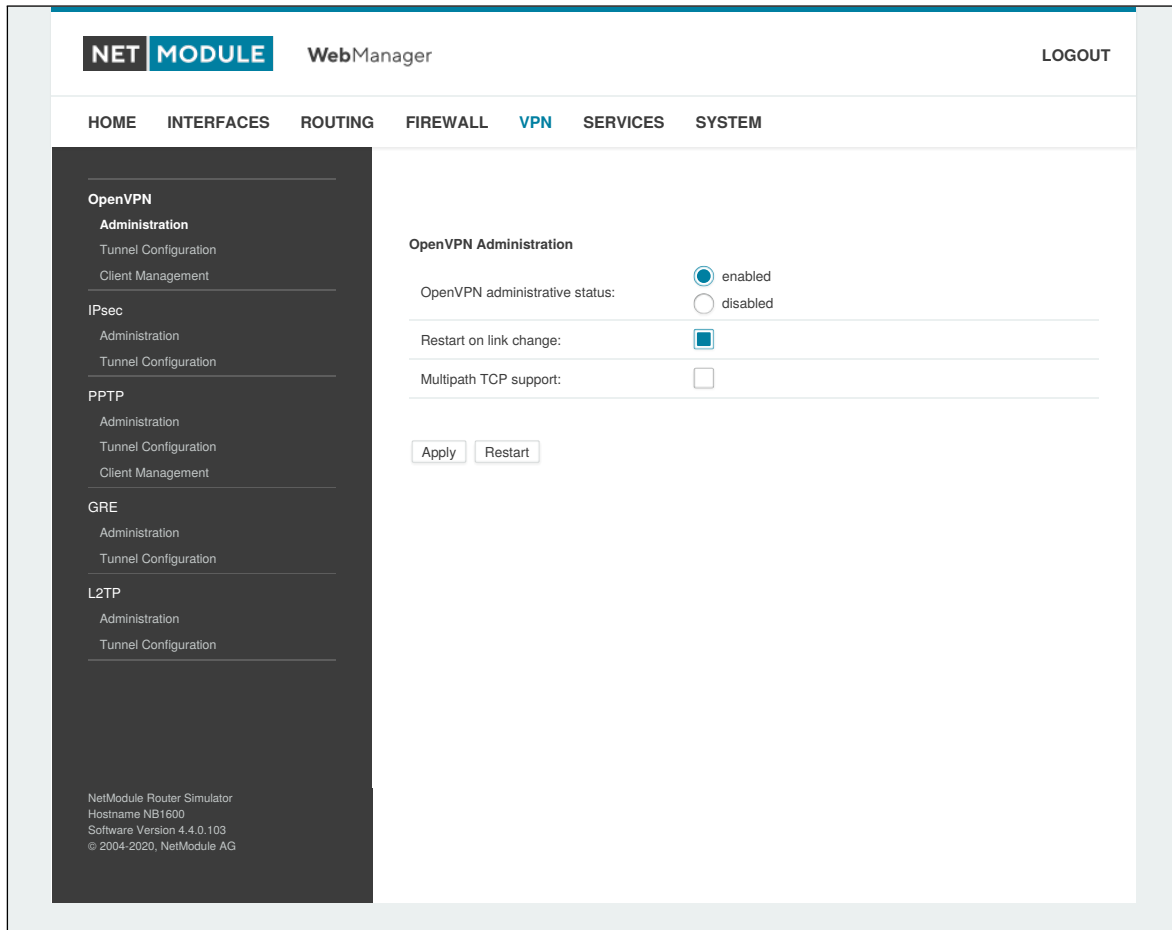 NET MODULE WebManager LOGOUT
HOME INTERFACES ROUTING FIREWALL VPN SERVICES SYSTEM
OpenVPN
Administration
Tunnel Configuration
Client Management
IPsec
Administration
Tunnel Configuration
PPTP
Administration
Tunnel Configuration
Client Management
GRE
Administration
Tunnel Configuration
L2TP
Administration
Tunnel Configuration
NetModule Router Simulator
Hostname NB1600
Software Version 4.4.0.103
© 2004-2020, NetModule AG
OpenVPN Administration
OpenVPN administrative status:
enabled
disabled
Restart on link change:
Multipath TCP support:
Apply Restart